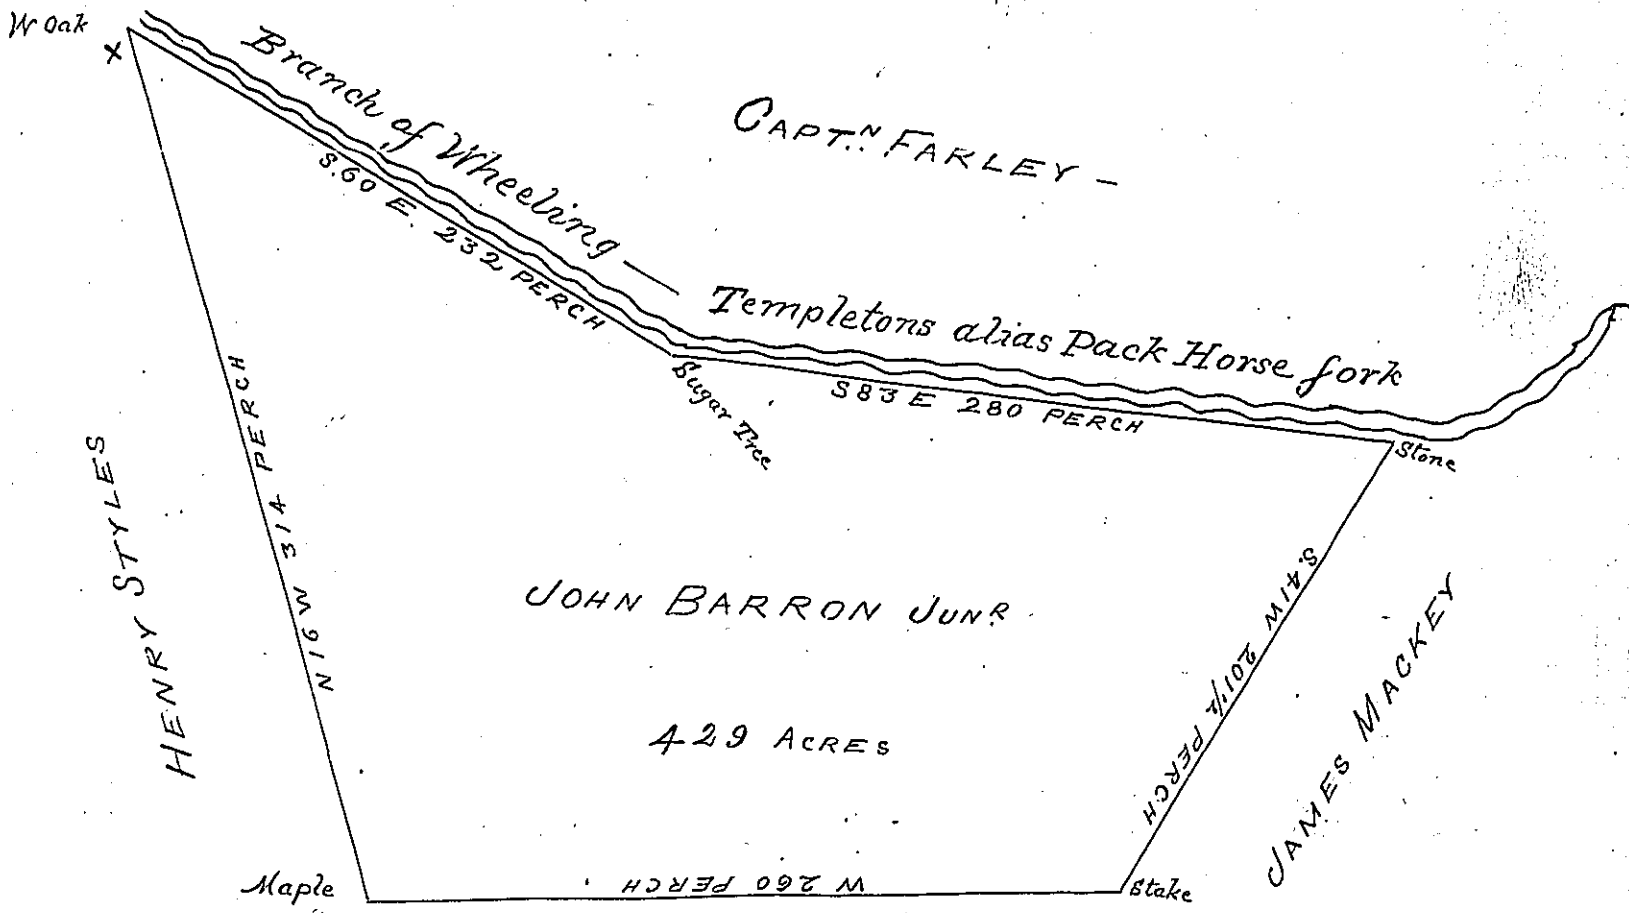 W Oak
X
Branch of Wheeling —
CAPT.N FARLEY -
S.60 E. 232 PERCH
Templetons alias Pack Horse fork
Sugar Tree
S83E 280 PERCH
Stone
N16W 314 PERCH
HENRY STYLES
S.41W 201½ PERCH
JAMES MACKEY
JOHN BARRON JUNR
429 ACRES
Maple
W 260 PERCH
Stake